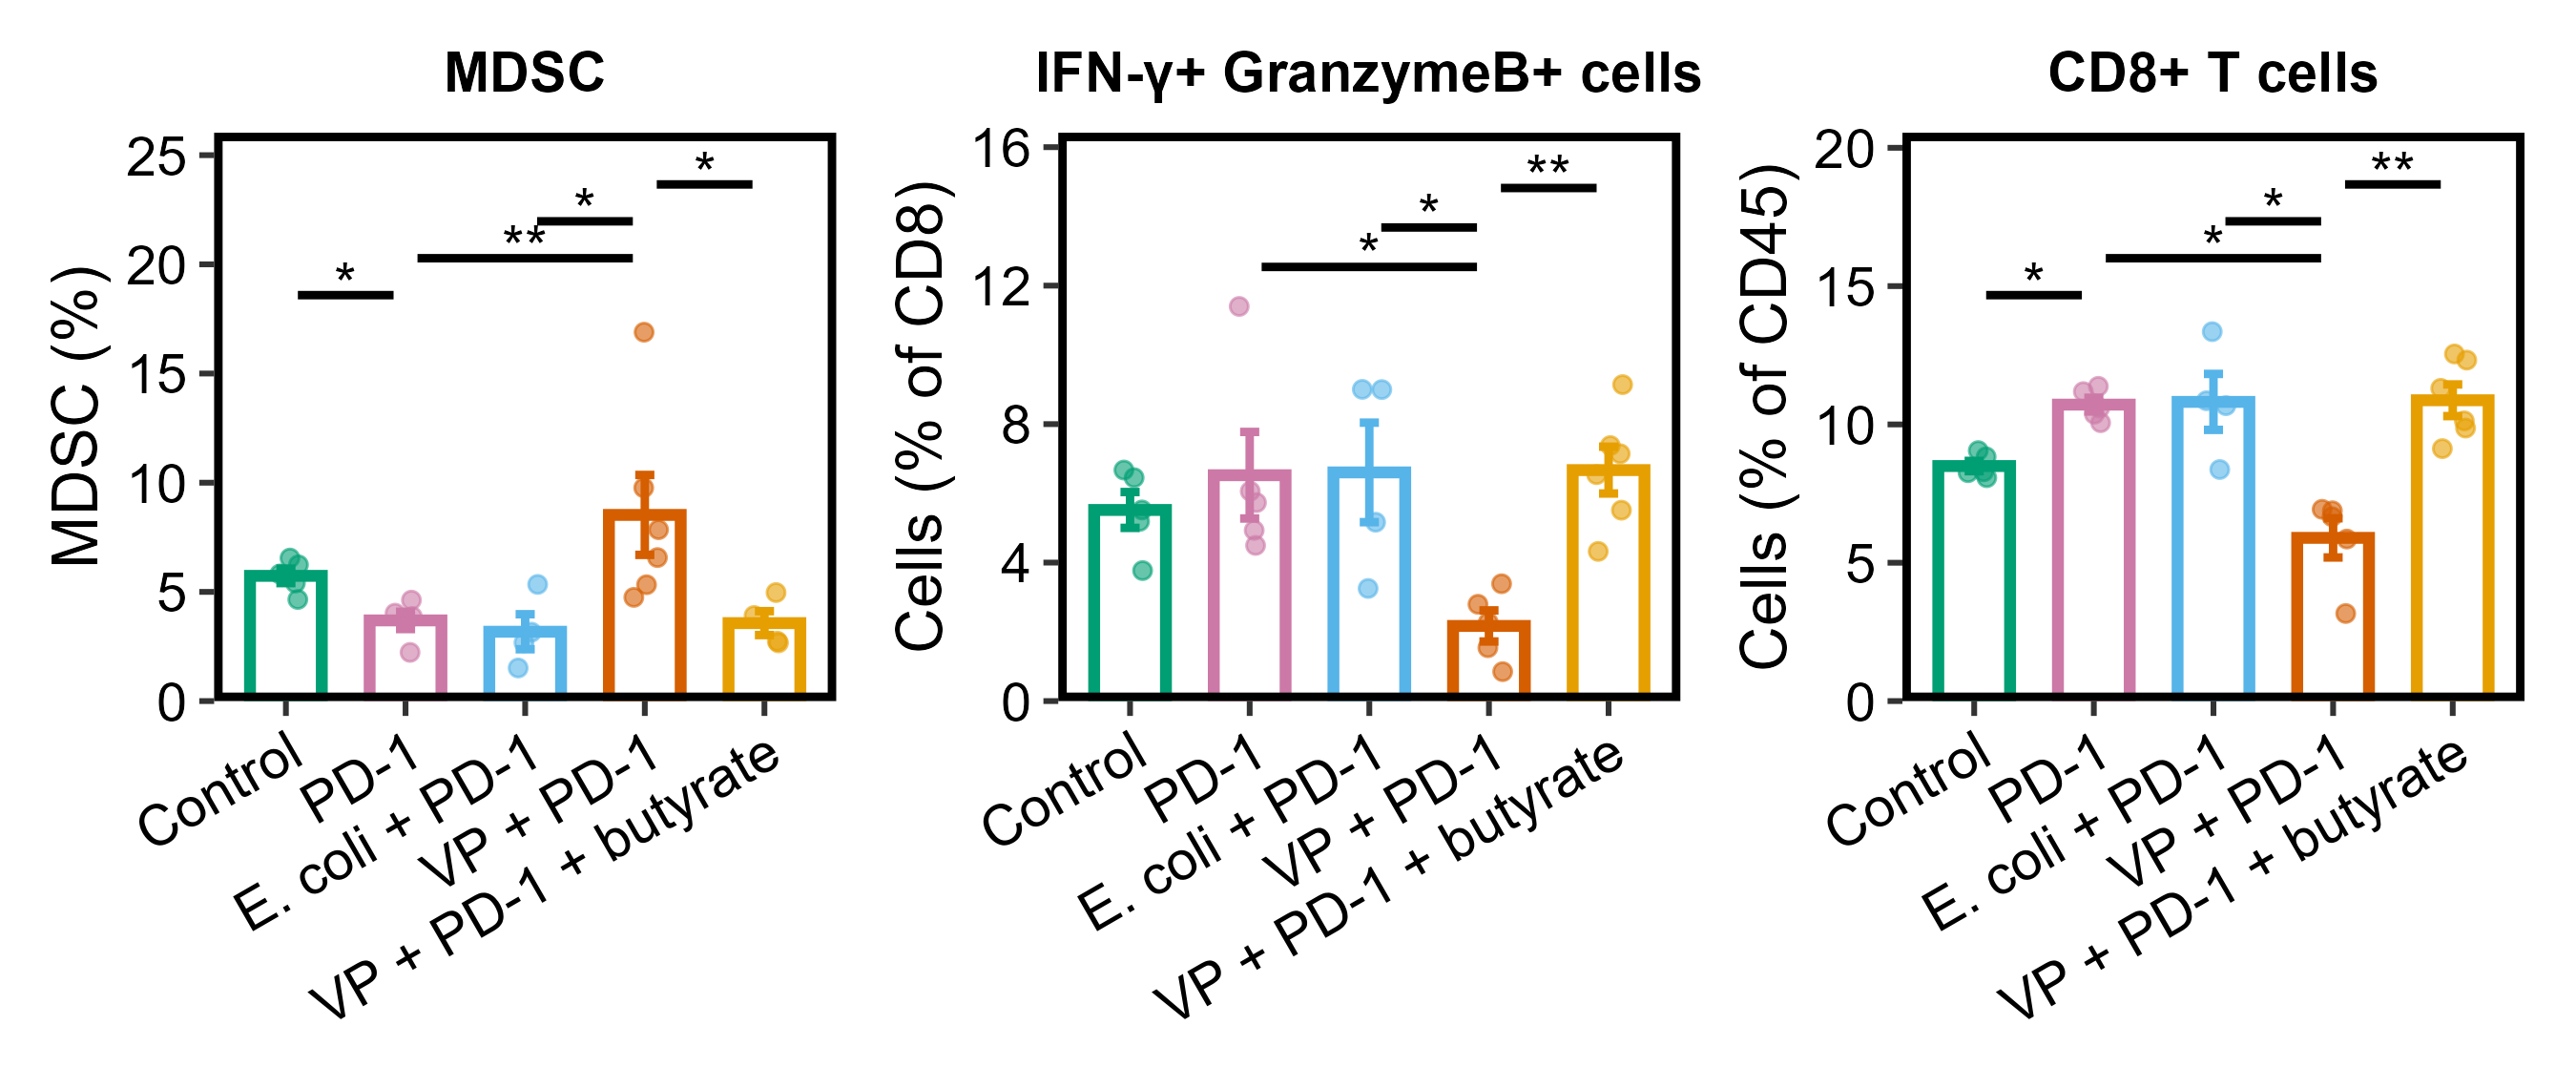 MDSC
MDSC (%)
25
20
15
10
5
0
*
**
*
*
Control
PD-1
E. coli + PD-1
VP + PD-1
VP + PD-1 + butyrate
IFN-γ+ GranzymeB+ cells
Cells (% of CD8)
16
12
8
4
0
*
*
**
Control
PD-1
E. coli + PD-1
VP + PD-1
VP + PD-1 + butyrate
CD8+ T cells
Cells (% of CD45)
20
15
10
5
0
*
*
*
**
Control
PD-1
E. coli + PD-1
VP + PD-1
VP + PD-1 + butyrate